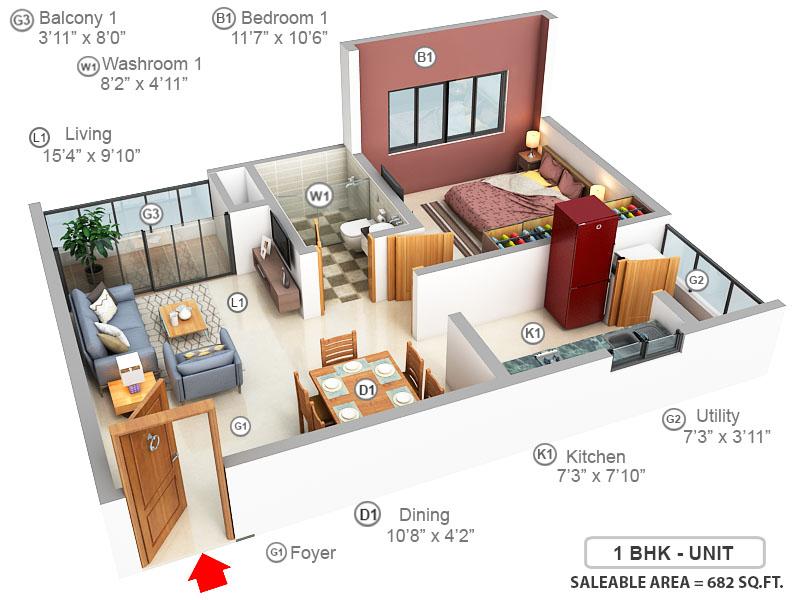 G3 Balcony 1
3'11” x 8'0”
B1 Bedroom 1
11'7” x 10'6”
W1 Washroom 1
8'2” x 4'11”
L1 Living
15'4” x 9'10”
B1
W1
G3
G2
L1
K1
D1
G1
G2 Utility
7'3” x 3'11”
K1 Kitchen
7'3” x 7'10”
D1 Dining
10'8” x 4'2”
G1 Foyer
1 BHK - UNIT
SALEABLE AREA = 682 SQ.FT.